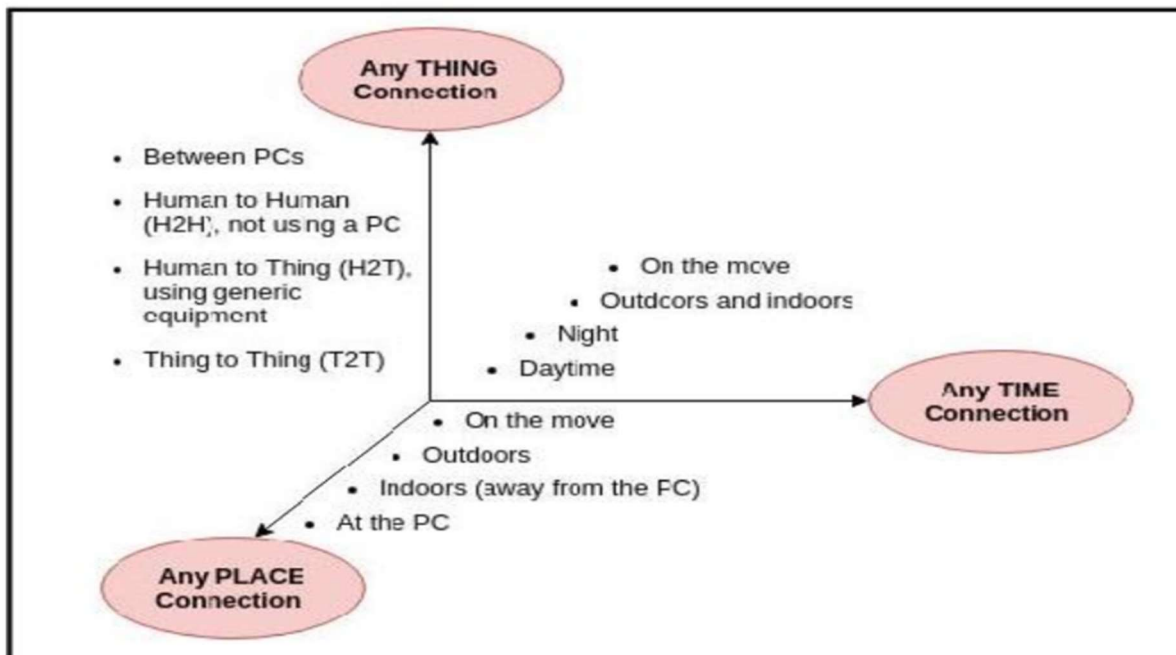 Any THING
Connection
• Between PCs
• Human to Human
(H2H), not using a PC
• Human to Thing (H2T),
using generic
equipment
• Thing to Thing (T2T)
• On the move
• Outdoors and indoors
• Night
• Daytime
Any TIME
Connection
• On the move
• Outdoors
• Indoors (away from the PC)
• At the PC
Any PLACE
Connection